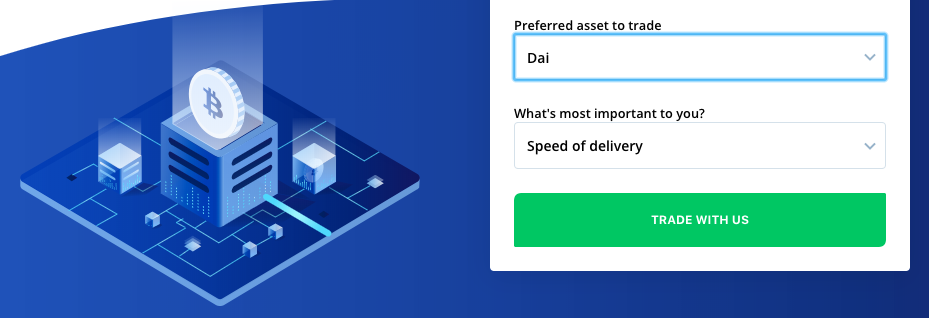 Preferred asset to trade
Dai
What's most important to you?
Speed of delivery
TRADE WITH US